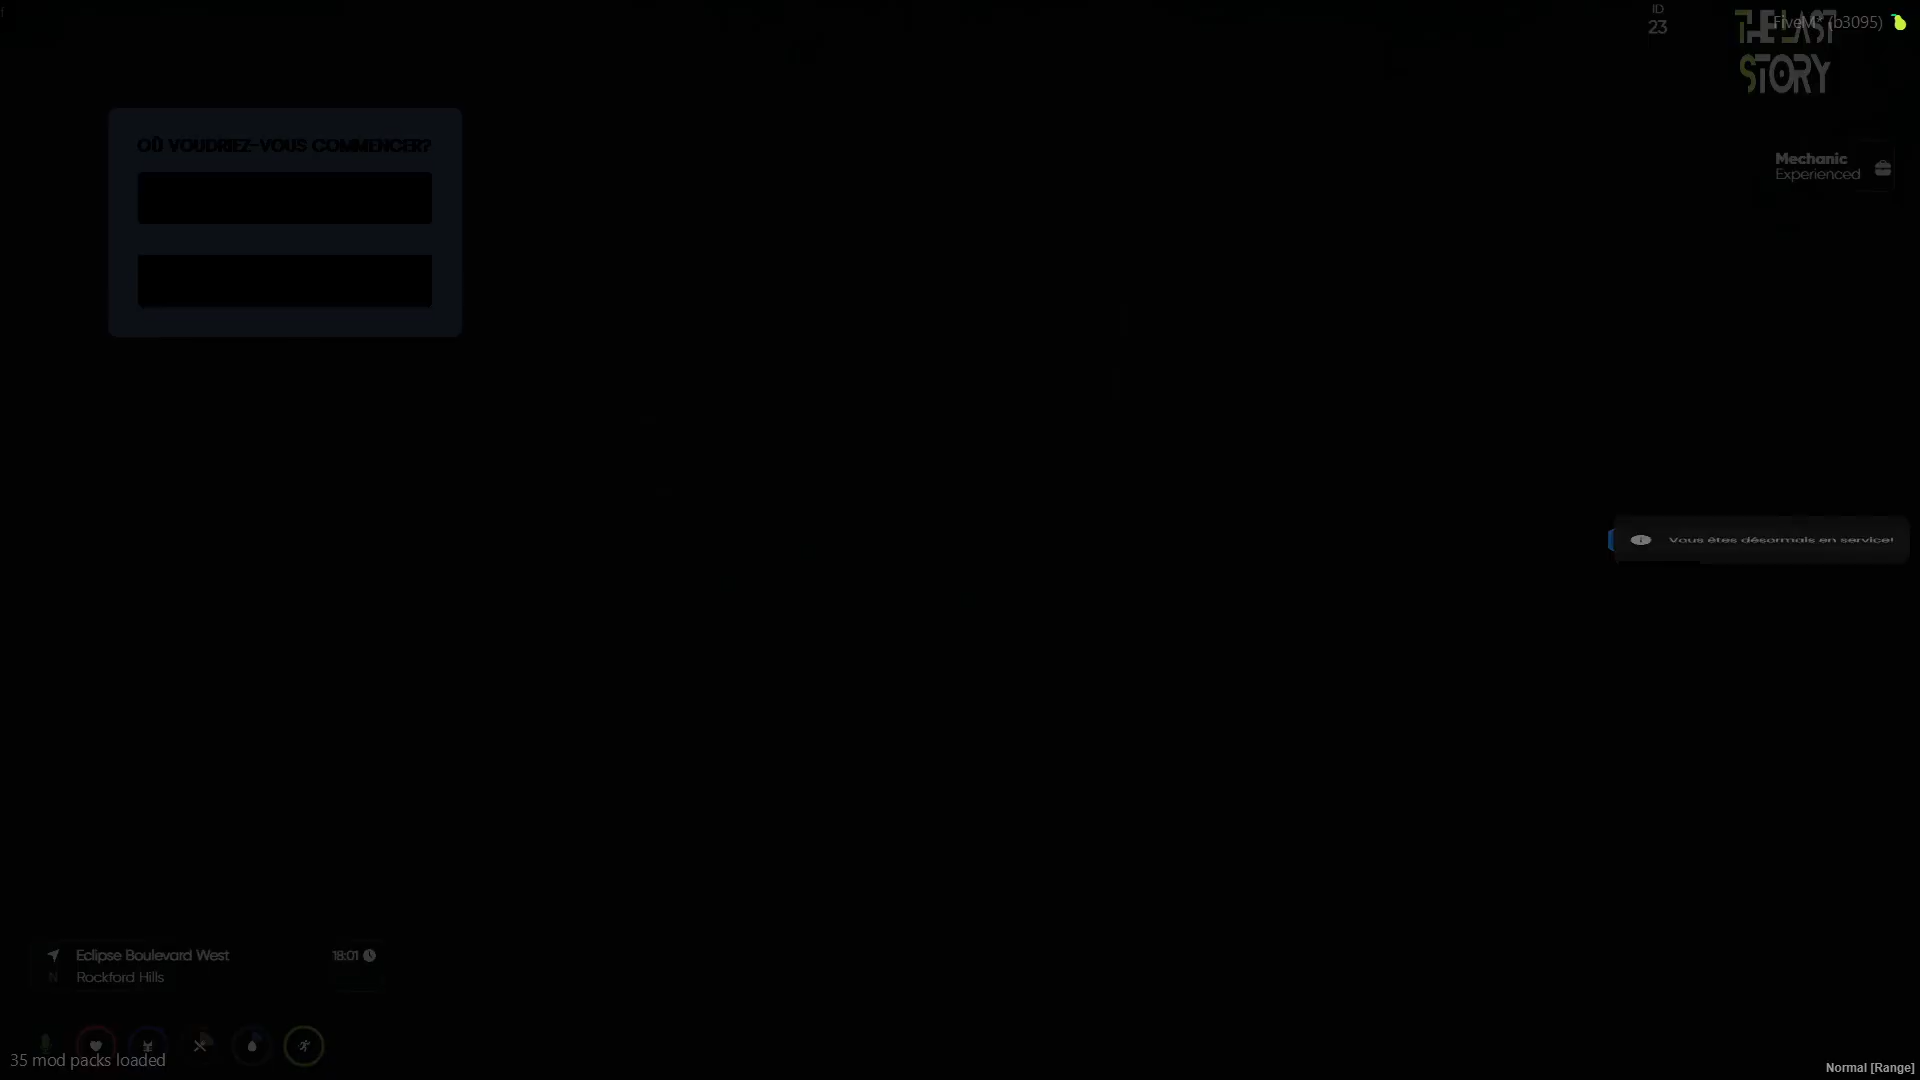 ID
23
FiveM* (b3095)
THE LAST
STORY
OÙ VOUDRIEZ-VOUS COMMENCER?
Mechanic
Experienced
Vous êtes désormais en service!
Eclipse Boulevard West
18:01
N
Rockford Hills
35 mod packs loaded
Normal [Range]